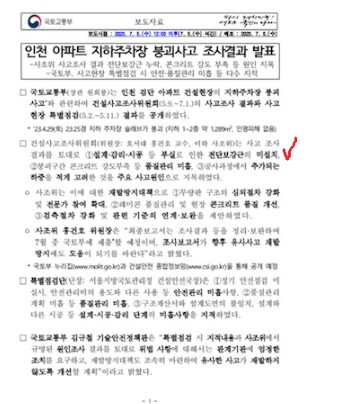 국토교통부
보도자료
보도시점 : 2023. 7. 5.(수) 12:00 이후(7. 5.(수) 석간) / 배포 : 2023. 7. 5.(수)
인천 아파트 지하주차장 붕괴사고 조사결과 발표
-사조위 사고조사 결과 전단보강근 누락, 콘크리트 강도 부족 등 원인 지목
-국토부, 사고현장 특별점검 시 안전·품질관리 미흡 등 다수 지적
□ 국토교통부(장관 원희룡)는 인천 검단 아파트 건설현장의 지하주차장 붕괴
사고*와 관련하여 건설사고조사위원회(5.9.~7.1.)의 사고조사 결과와 사고
현장 특별점검(5.2.~5.11.) 결과를 공개하였다.
* '23.4.29(토) 23:25경 지하 주차장 슬래브가 붕괴 (지하 1~2층 약 1,289㎡, 인명피해 없음)
□ 건설사고조사위원회(위원장: 호서대 홍건호 교수, 이하 사조위)는 사고 조사
결과를 토대로 ①설계·감리·시공 등 부실로 인한 전단보강근의 미설치,
②붕괴구간 콘크리트 강도부족 등 품질관리 미흡, ③공사과정에서 추가되는
하중을 적게 고려한 것을 주요 사고원인으로 지목하였다.
ㅇ 사조위는 이에 대한 재발방지대책으로 ①무량판 구조의 심의절차 강화
및 전문가 참여 확대, ②레미콘 품질관리 및 현장 콘크리트 품질 개선,
③검측절차 강화 및 관련 기준의 연계·보완을 제안하였다.
ㅇ 사조위 홍건호 위원장은 "최종보고서는 조사결과 등을 정리·보완하여
7월 중 국토부에 제출*할 예정이며, 조사보고서가 향후 유사사고 재발
방지에도 도움이 되기를 바란다"라고 밝혔다.
* 국토부 누리집(www.molit.go.kr)과 건설안전 종합정보망(www.csi.go.kr)을 통해 공개 예정
□ 특별점검단(단장: 서울지방국토관리청 건설안전국장)은 ①정기 안전점검 미
실시, 안전관리비의 용도와 다른 사용 등 안전관리 미흡사항, ②품질관리
계획 미흡 등 품질관리 미흡, ③구조계산서와 설계도면의 불일치, 설계와
다른 시공 등 설계·시공·감리 단계의 미흡사항을 지적하였다.
□ 국토교통부 김규철 기술안전정책관은 "특별점검 시 지적내용과 사조위에서
규명된 원인조사 결과를 토대로 위법 사항에 대해서는 관계기관에 엄정한
조치를 요구하고, 재발방지대책도 조속히 마련하여 유사한 사고가 재발하지
않도록 개선할 계획"이라고 밝혔다.
- 1 -